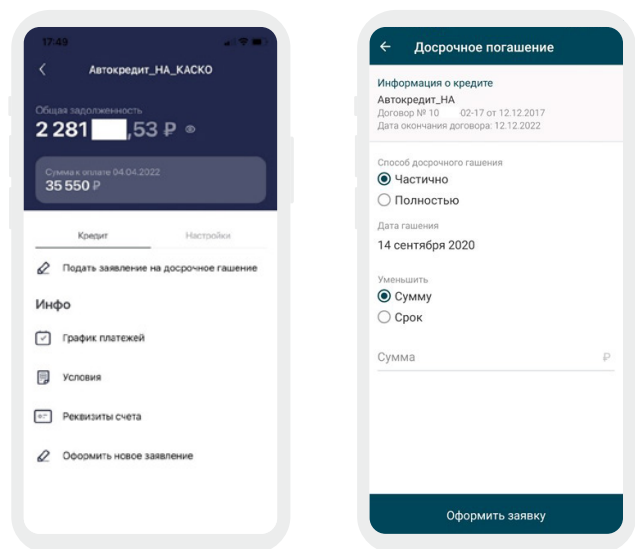 17:49
Автокредит_НА_КАСКО
Общая задолженность
2 281 ,53 ₽
Сумма к оплате 04.04.2022
35 550 ₽
Кредит Настройки
Подать заявление на досрочное гашение
Инфо
График платежей
Условия
Реквизиты счета
Оформить новое заявление
Досрочное погашение
Информация о кредите
Автокредит_НА
Договор № 10 02-17 от 12.12.2017
Дата окончания договора: 12.12.2022
Способ досрочного гашения
Частично
Полностью
Дата гашения
14 сентября 2020
Уменьшить
Сумму
Срок
Сумма ₽
Оформить заявку